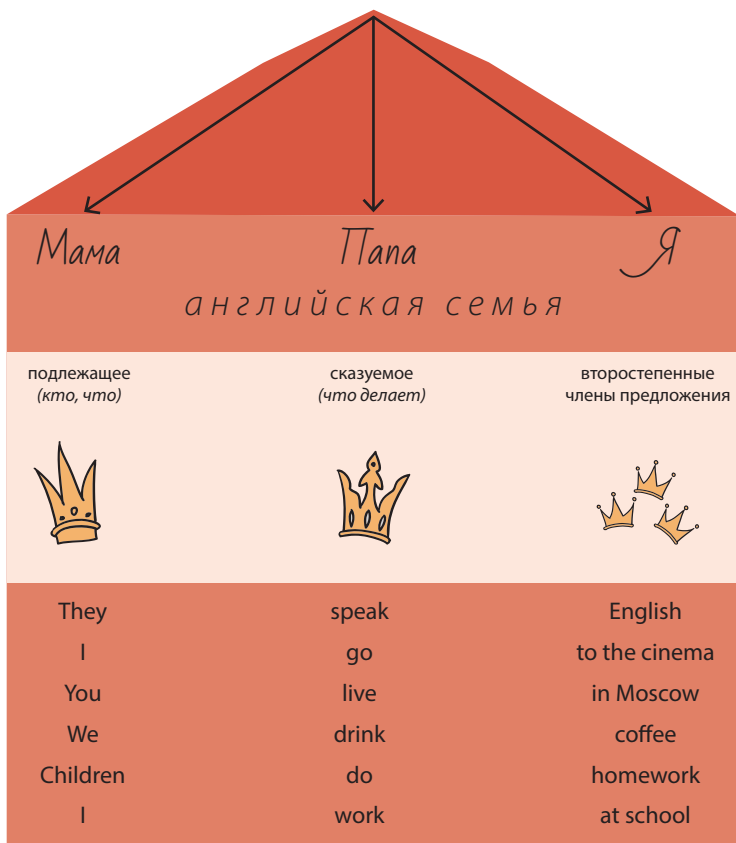 Мама Папа Я
английская семья
подлежащее сказуемое второстепенные
(кто, что) (что делает) члены предложения
They speak English
I go to the cinema
You live in Moscow
We drink coffee
Children do homework
I work at school